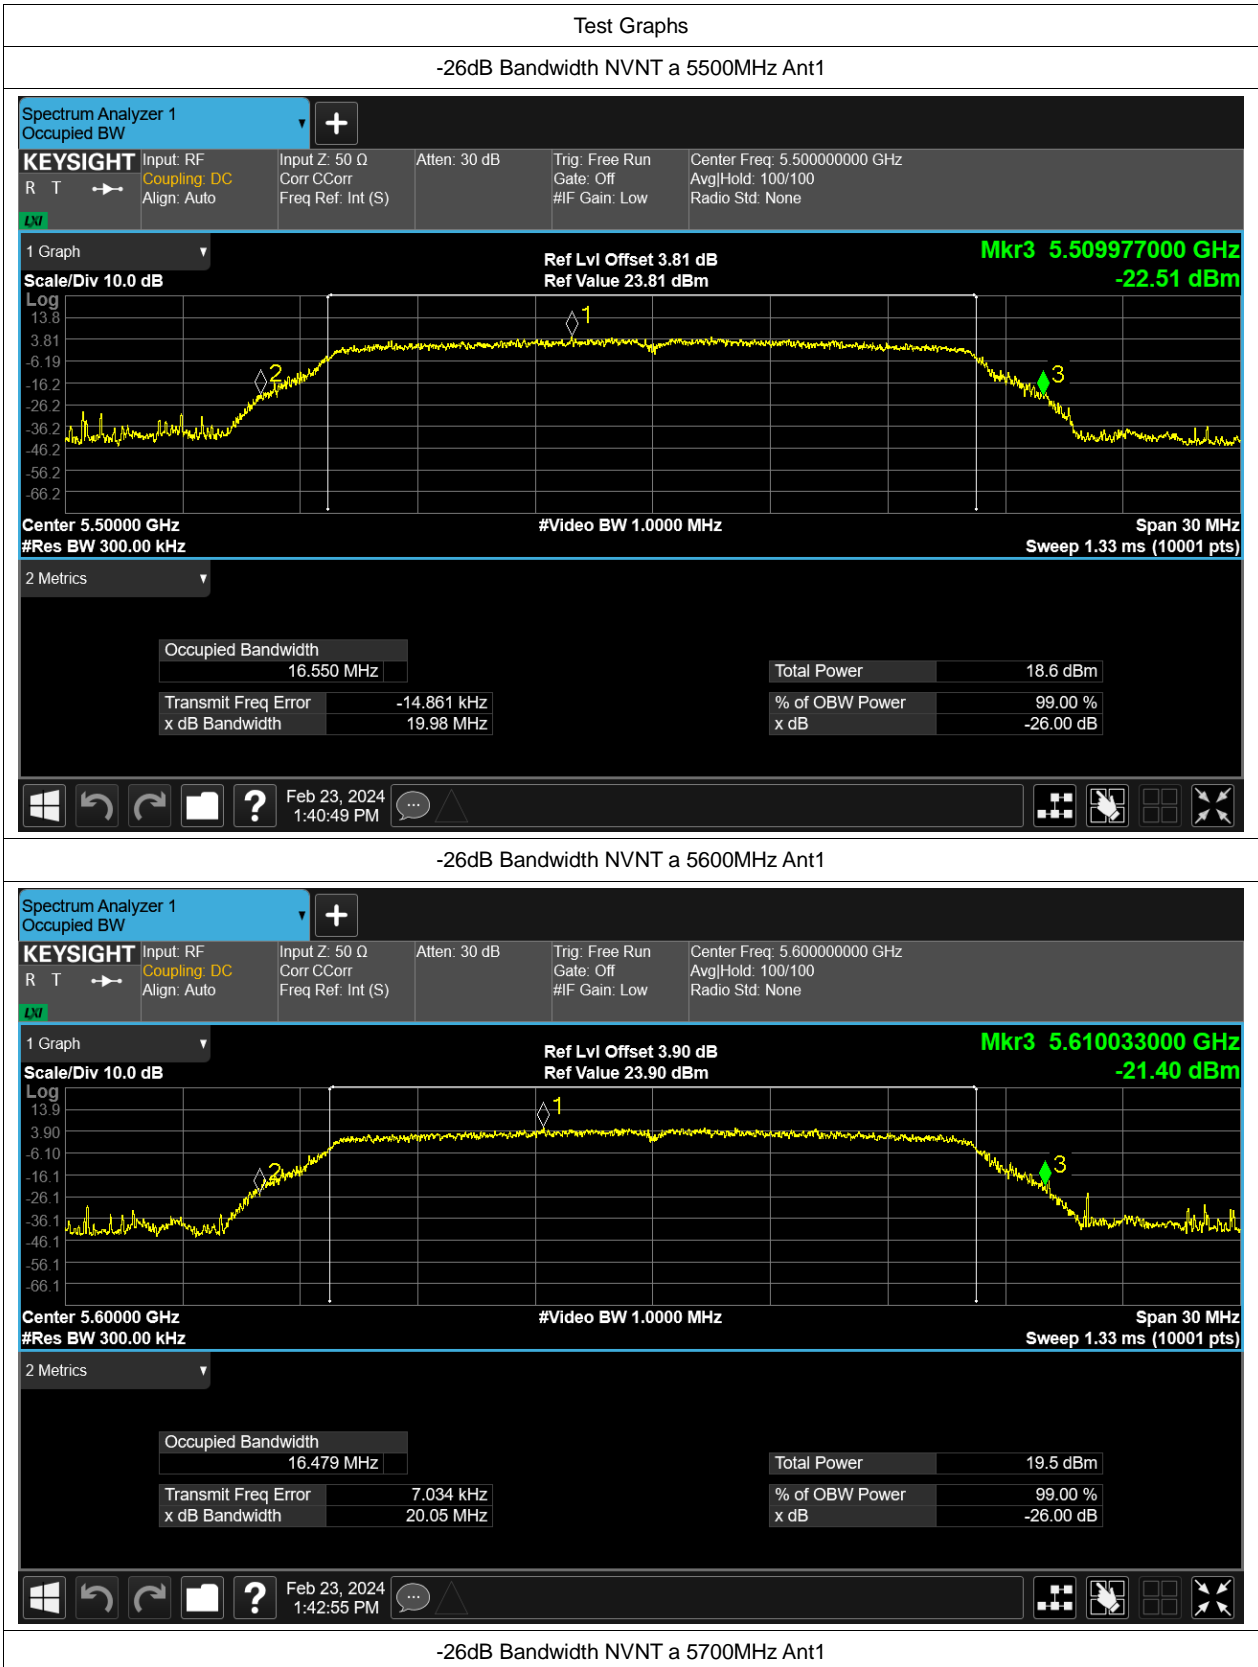 Test Graphs
-26dB Bandwidth NVNT a 5500MHz Ant1
Spectrum Analyzer 1
Occupied BW
KEYSIGHT
R T
LXI
Input: RF
Coupling: DC
Align: Auto
Input Z: 50 Ω
Corr CCorr
Freq Ref: Int (S)
Atten: 30 dB
Trig: Free Run
Gate: Off
#IF Gain: Low
Center Freq: 5.500000000 GHz
Avg|Hold: 100/100
Radio Std: None
1 Graph
Scale/Div 10.0 dB
Ref Lvl Offset 3.81 dB
Ref Value 23.81 dBm
Mkr3 5.509977000 GHz
-22.51 dBm
Log
13.8
3.81
-6.19
-16.2
-26.2
-36.2
-46.2
-56.2
-66.2
1
2
3
Center 5.50000 GHz
#Video BW 1.0000 MHz
Span 30 MHz
#Res BW 300.00 kHz
Sweep 1.33 ms (10001 pts)
2 Metrics
Occupied Bandwidth
16.550 MHz
Total Power 18.6 dBm
Transmit Freq Error -14.861 kHz
% of OBW Power 99.00 %
x dB Bandwidth 19.98 MHz
x dB -26.00 dB
?
Feb 23, 2024
1:40:49 PM
-26dB Bandwidth NVNT a 5600MHz Ant1
Spectrum Analyzer 1
Occupied BW
KEYSIGHT
R T
LXI
Input: RF
Coupling: DC
Align: Auto
Input Z: 50 Ω
Corr CCorr
Freq Ref: Int (S)
Atten: 30 dB
Trig: Free Run
Gate: Off
#IF Gain: Low
Center Freq: 5.600000000 GHz
Avg|Hold: 100/100
Radio Std: None
1 Graph
Scale/Div 10.0 dB
Ref Lvl Offset 3.90 dB
Ref Value 23.90 dBm
Mkr3 5.610033000 GHz
-21.40 dBm
Log
13.9
3.90
-6.10
-16.1
-26.1
-36.1
-46.1
-56.1
-66.1
1
2
3
Center 5.60000 GHz
#Video BW 1.0000 MHz
Span 30 MHz
#Res BW 300.00 kHz
Sweep 1.33 ms (10001 pts)
2 Metrics
Occupied Bandwidth
16.479 MHz
Total Power 19.5 dBm
Transmit Freq Error 7.034 kHz
% of OBW Power 99.00 %
x dB Bandwidth 20.05 MHz
x dB -26.00 dB
?
Feb 23, 2024
1:42:55 PM
-26dB Bandwidth NVNT a 5700MHz Ant1